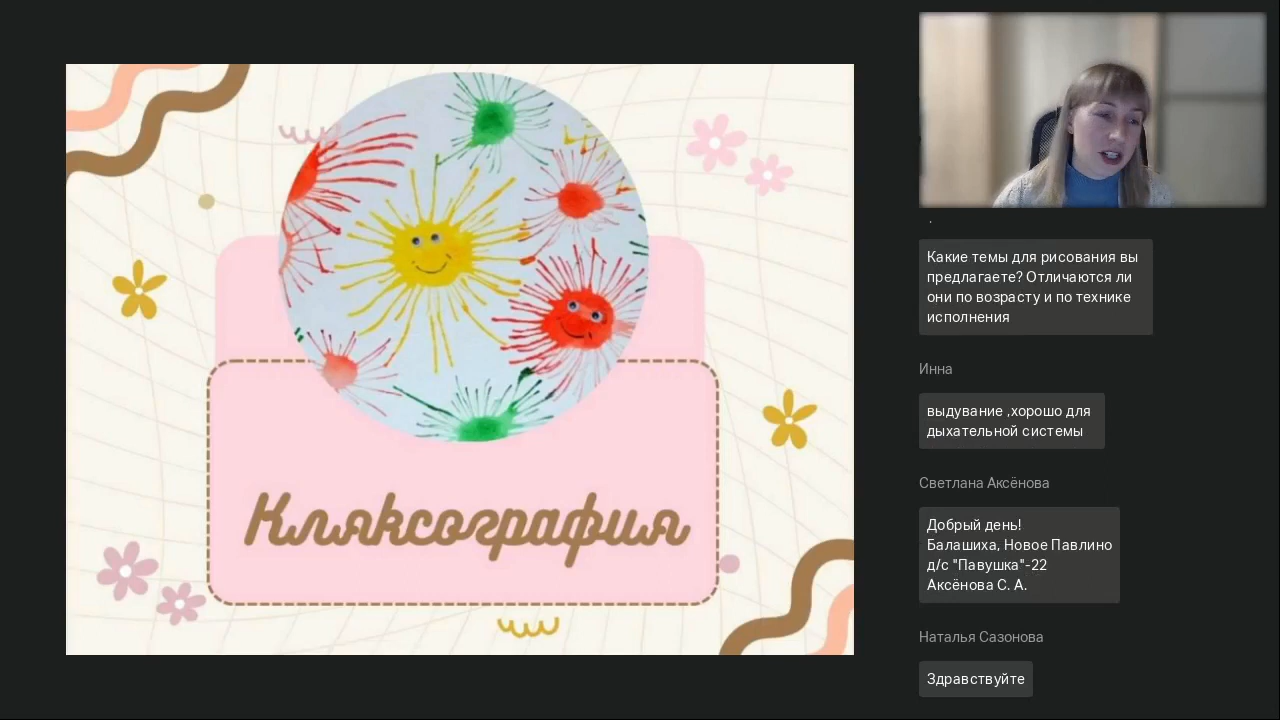 Кляксография
.
Какие темы для рисования вы
предлагаете? Отличаются ли
они по возрасту и по технике
исполнения
Инна
выдувание ,хорошо для
дыхательной системы
Светлана Аксёнова
Добрый день!
Балашиха, Новое Павлино
д/с "Павушка"-22
Аксёнова С. А.
Наталья Сазонова
Здравствуйте